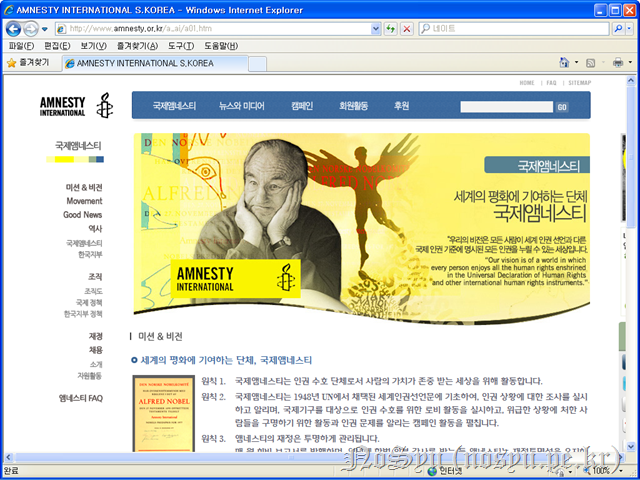 AMNESTY INTERNATIONAL S.KOREA - Windows Internet Explorer
http://www.amnesty.or.kr/a_ai/a01.htm
네이트
파일(F) 편집(E) 보기(V) 즐겨찾기(A) 도구(T) 도움말(H)
즐겨찾기 AMNESTY INTERNATIONAL S.KOREA
HOME | FAQ | SITEMAP
AMNESTY
INTERNATIONAL
국제앰네스티 뉴스와 미디어 캠페인 회원활동 후원 GO
국제앰네스티
미션 & 비전
Movement
Good News
역사
국제앰네스티
한국지부
조직
조직도
국제 정책
한국지부 정책
재정
채용
소개
자원활동
앰네스티 FAQ
ALFRED NOBEL
국제앰네스티
세계의 평화에 기여하는 단체
국제앰네스티
"우리의 비전은 모든 사람이 세계 인권 선언과 다른
국제 인권 기준에 명시된 모든 인권을 누릴 수 있는 세상입니다.
"Our vision is of a world in which
every person enjoys all the human rights enshrined
in the Universal Declaration of Human Rights
and other international human rights instruments."
AMNESTY
INTERNATIONAL
미션 & 비전
세계의 평화에 기여하는 단체, 국제앰네스티
ALFRED NOBEL
원칙 1. 국제앰네스티는 인권 수호 단체로서 사람의 가치가 존중 받는 세상을 위해 활동합니다.
원칙 2. 국제앰네스티는 1948년 UN에서 채택된 세계인권선언문에 기초하여, 인권 상황에 대한 조사를 실시
하고 알리며, 국제기구를 대상으로 인권 수호를 위한 로비 활동을 실시하고, 위급한 상황에 처한 사
람들을 구명하기 위한 활동과 인권 문제를 알리는 캠페인 활동을 펼칩니다.
원칙 3. 앰네스티의 재정은 투명하게 관리됩니다.
NoSyu(nosyu.pe.kr)
완료 인터넷 100%